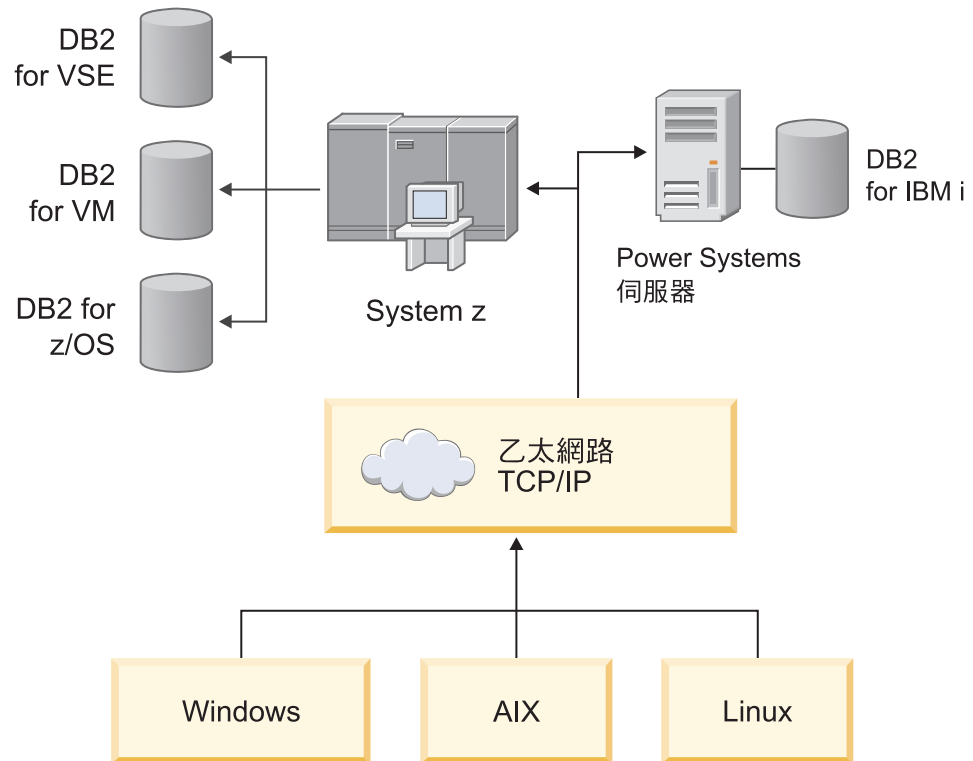 DB2
for VSE
DB2
for VM
DB2 for
z/OS
System z
DB2
for IBM i
Power Systems
伺服器
乙太網路
TCP/IP
Windows
AIX
Linux